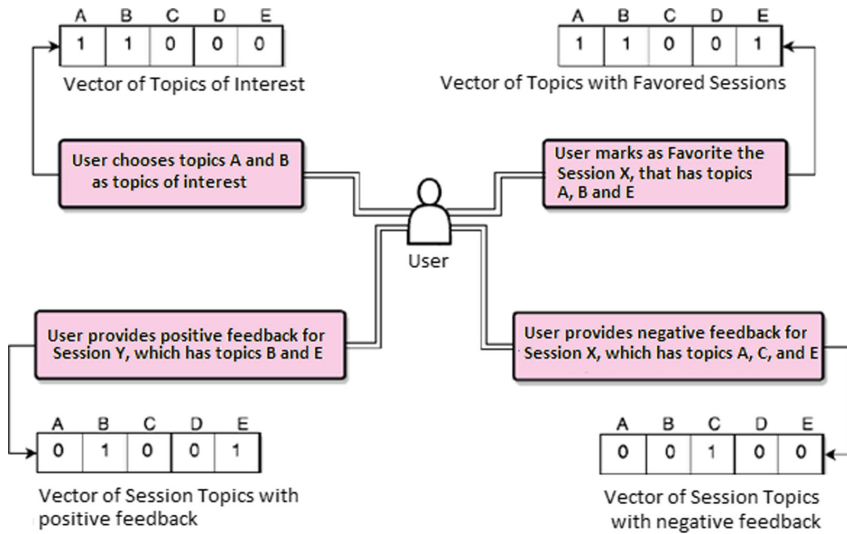 A B C D E
1 1 0 0 0
Vector of Topics of Interest
A B C D E
1 1 0 0 1
Vector of Topics with Favored Sessions
User chooses topics A and B
as topics of interest
User marks as Favorite the
Session X, that has topics
A, B and E
User
User provides positive feedback for
Session Y, which has topics B and E
User provides negative feedback for
Session X, which has topics A, C, and E
A B C D E
0 1 0 0 1
Vector of Session Topics with
positive feedback
A B C D E
0 0 1 0 0
Vector of Session Topics
with negative feedback